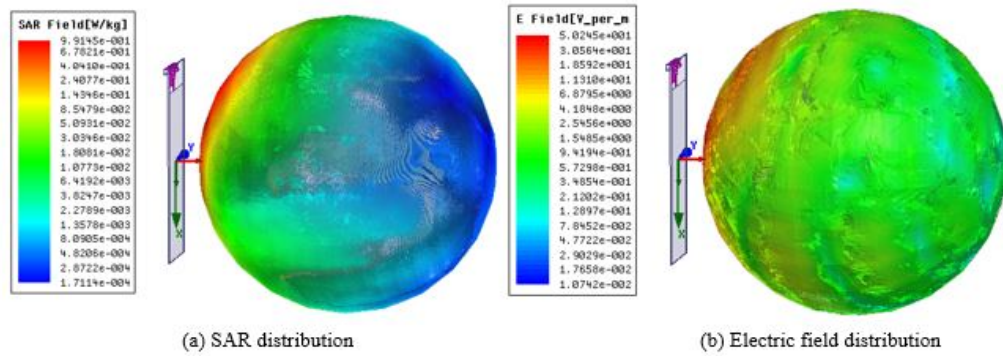 SAR Field[W/kg]
9.9145e-001
6.7821e-001
4.0410e-001
2.4077e-001
1.4346e-001
8.5479e-002
5.0931e-002
3.0346e-002
1.8081e-002
1.0773e-002
6.4192e-003
3.8247e-003
2.2789e-003
1.3578e-003
8.0905e-004
4.8206e-004
2.8722e-004
1.7114e-004
Y
X
(a) SAR distribution
E Field[V_per_m
5.0245e+001
3.0564e+001
1.8592e+001
1.1310e+001
6.8795e+000
4.1848e+000
2.5456e+000
1.5485e+000
9.4194e-001
5.7298e-001
3.4854e-001
2.1202e-001
1.2897e-001
7.8452e-002
4.7722e-002
2.9029e-002
1.7658e-002
1.0742e-002
Y
X
(b) Electric field distribution